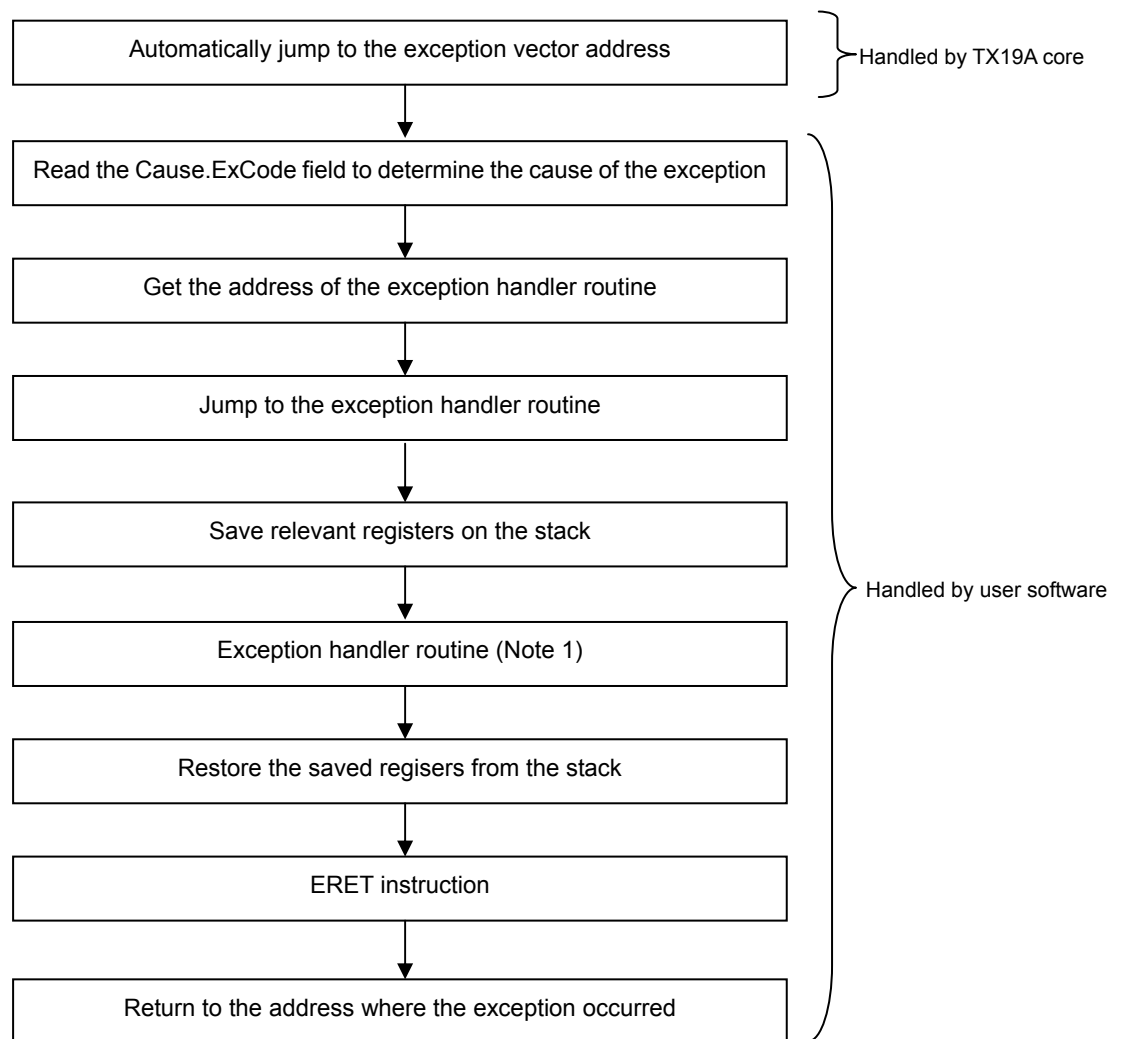 Automatically jump to the exception vector address
Handled by TX19A core
Read the Cause.ExCode field to determine the cause of the exception
Get the address of the exception handler routine
Jump to the exception handler routine
Save relevant registers on the stack
Handled by user software
Exception handler routine (Note 1)
Restore the saved regisers from the stack
ERET instruction
Return to the address where the exception occurred